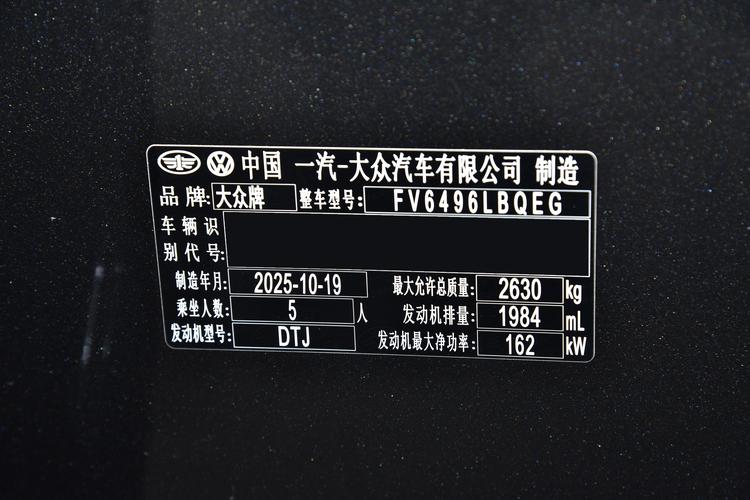 中国 一汽-大众汽车有限公司 制造
品牌: 大众牌 整车型号: FV6496LBQEG
车辆识
别代号:
制造年月: 2025-10-19 最大允许总质量: 2630 kg
乘坐人数: 5 人 发动机排量: 1984 mL
发动机型号: DTJ 发动机最大净功率: 162 kW